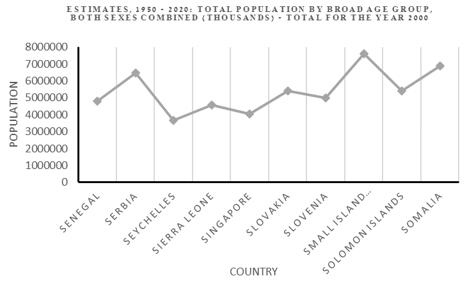 ESTIMATES, 1950 - 2020: TOTAL POPULATION BY BROAD AGE GROUP,
BOTH SEXES COMBINED (THOUSANDS) - TOTAL FOR THE YEAR 2000
8000000
7000000
6000000
5000000
4000000
3000000
2000000
1000000
0
POPULATION
SENEGAL
SERBIA
SEYCHELLES
SIERRA LEONE
SINGAPORE
SLOVAKIA
SLOVENIA
SMALL ISLAND...
SOLOMON ISLANDS
SOMALIA
COUNTRY